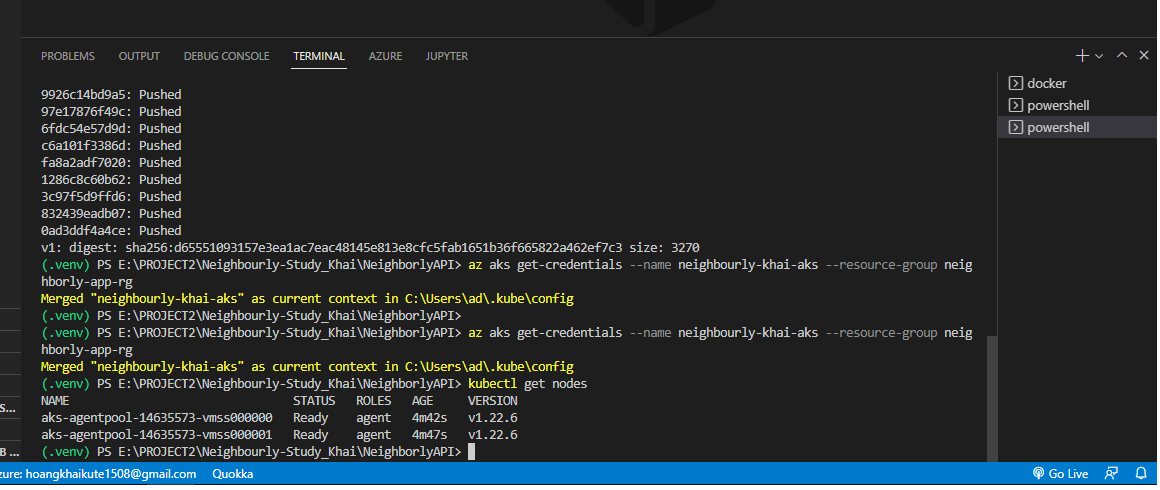 PROBLEMS OUTPUT DEBUG CONSOLE TERMINAL AZURE JUPYTER
docker
powershell
powershell
9926c14bd9a5: Pushed
97e17876f49c: Pushed
6fdc54e57d9d: Pushed
c6a101f3386d: Pushed
fa8a2adf7020: Pushed
1286c8c60b62: Pushed
3c97f5d9ffd6: Pushed
832439eadb07: Pushed
0ad3ddf4a4ce: Pushed
v1: digest: sha256:d65551093157e3ea1ac7eac48145e813e8cfc5fab1651b36f665822a462ef7c3 size: 3270
(.venv) PS E:\PROJECT2\Neighbourly-Study_Khai\NeighborlyAPI> az aks get-credentials --name neighbourly-khai-aks --resource-group neig
hborly-app-rg
Merged "neighbourly-khai-aks" as current context in C:\Users\ad\.kube\config
(.venv) PS E:\PROJECT2\Neighbourly-Study_Khai\NeighborlyAPI>
(.venv) PS E:\PROJECT2\Neighbourly-Study_Khai\NeighborlyAPI> az aks get-credentials --name neighbourly-khai-aks --resource-group neig
hborly-app-rg
Merged "neighbourly-khai-aks" as current context in C:\Users\ad\.kube\config
(.venv) PS E:\PROJECT2\Neighbourly-Study_Khai\NeighborlyAPI> kubectl get nodes
NAME STATUS ROLES AGE VERSION
aks-agentpool-14635573-vmss000000 Ready agent 4m42s v1.22.6
aks-agentpool-14635573-vmss000001 Ready agent 4m47s v1.22.6
(.venv) PS E:\PROJECT2\Neighbourly-Study_Khai\NeighborlyAPI>
S...
B ...
zure: hoangkhaikute1508@gmail.com Quokka Go Live